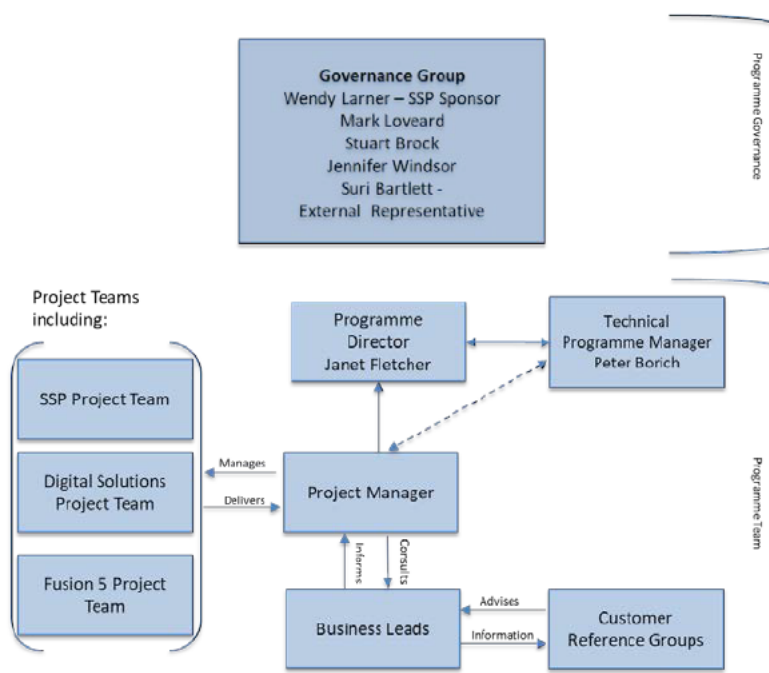 Governance Group
Wendy Larner – SSP Sponsor
Mark Loveard
Stuart Brock
Jennifer Windsor
Suri Bartlett -
External Representative
Programme Governance
Project Teams
including:
SSP Project Team
Digital Solutions
Project Team
Fusion 5 Project
Team
Programme
Director
Janet Fletcher
Technical
Programme Manager
Peter Borich
Manages
Delivers
Project Manager
Informs
Consults
Business Leads
Advises
Information
Customer
Reference Groups
Programme Team